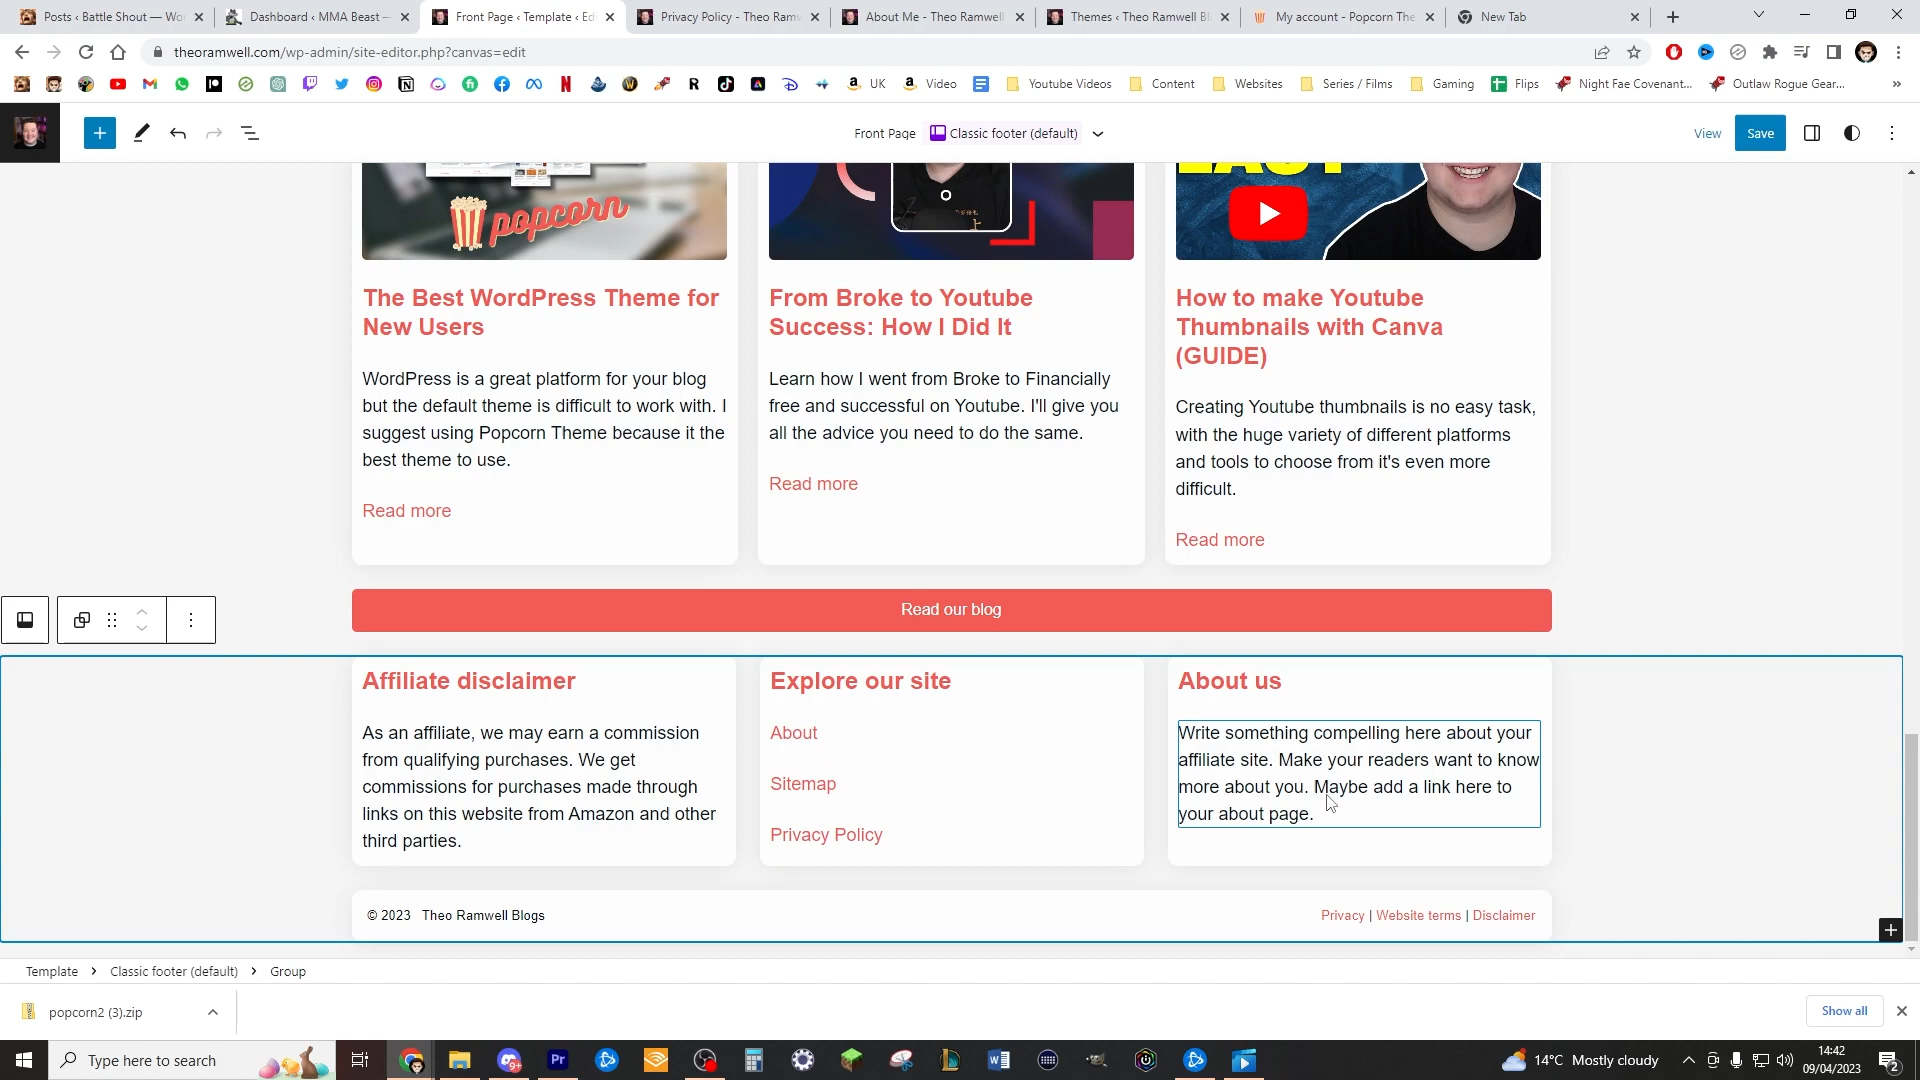 Posts ‹ Battle Shout — Wo
Dashboard ‹ MMA Beast —
Front Page ‹ Template ‹ Ed
Privacy Policy - Theo Ramw
About Me - Theo Ramwell
Themes ‹ Theo Ramwell Bl
My account - Popcorn The
New Tab
theoramwell.com/wp-admin/site-editor.php?canvas=edit
UK
Video
Youtube Videos
Content
Websites
Series / Films
Gaming
Flips
Night Fae Covenant...
Outlaw Rogue Gear...
Front Page
Classic footer (default)
View
Save
popcorn
The Best WordPress Theme for
New Users
WordPress is a great platform for your blog
but the default theme is difficult to work with. I
suggest using Popcorn Theme because it the
best theme to use.
Read more
From Broke to Youtube
Success: How I Did It
Learn how I went from Broke to Financially
free and successful on Youtube. I'll give you
all the advice you need to do the same.
Read more
How to make Youtube
Thumbnails with Canva
(GUIDE)
Creating Youtube thumbnails is no easy task,
with the huge variety of different platforms
and tools to choose from it's even more
difficult.
Read more
Read our blog
Affiliate disclaimer
As an affiliate, we may earn a commission
from qualifying purchases. We get
commissions for purchases made through
links on this website from Amazon and other
third parties.
Explore our site
About
Sitemap
Privacy Policy
About us
Write something compelling here about your
affiliate site. Make your readers want to know
more about you. Maybe add a link here to
your about page.
© 2023 Theo Ramwell Blogs
Privacy | Website terms | Disclaimer
Template > Classic footer (default) > Group
popcorn2 (3).zip
Show all
Type here to search
14°C Mostly cloudy
14:42
09/04/2023
2